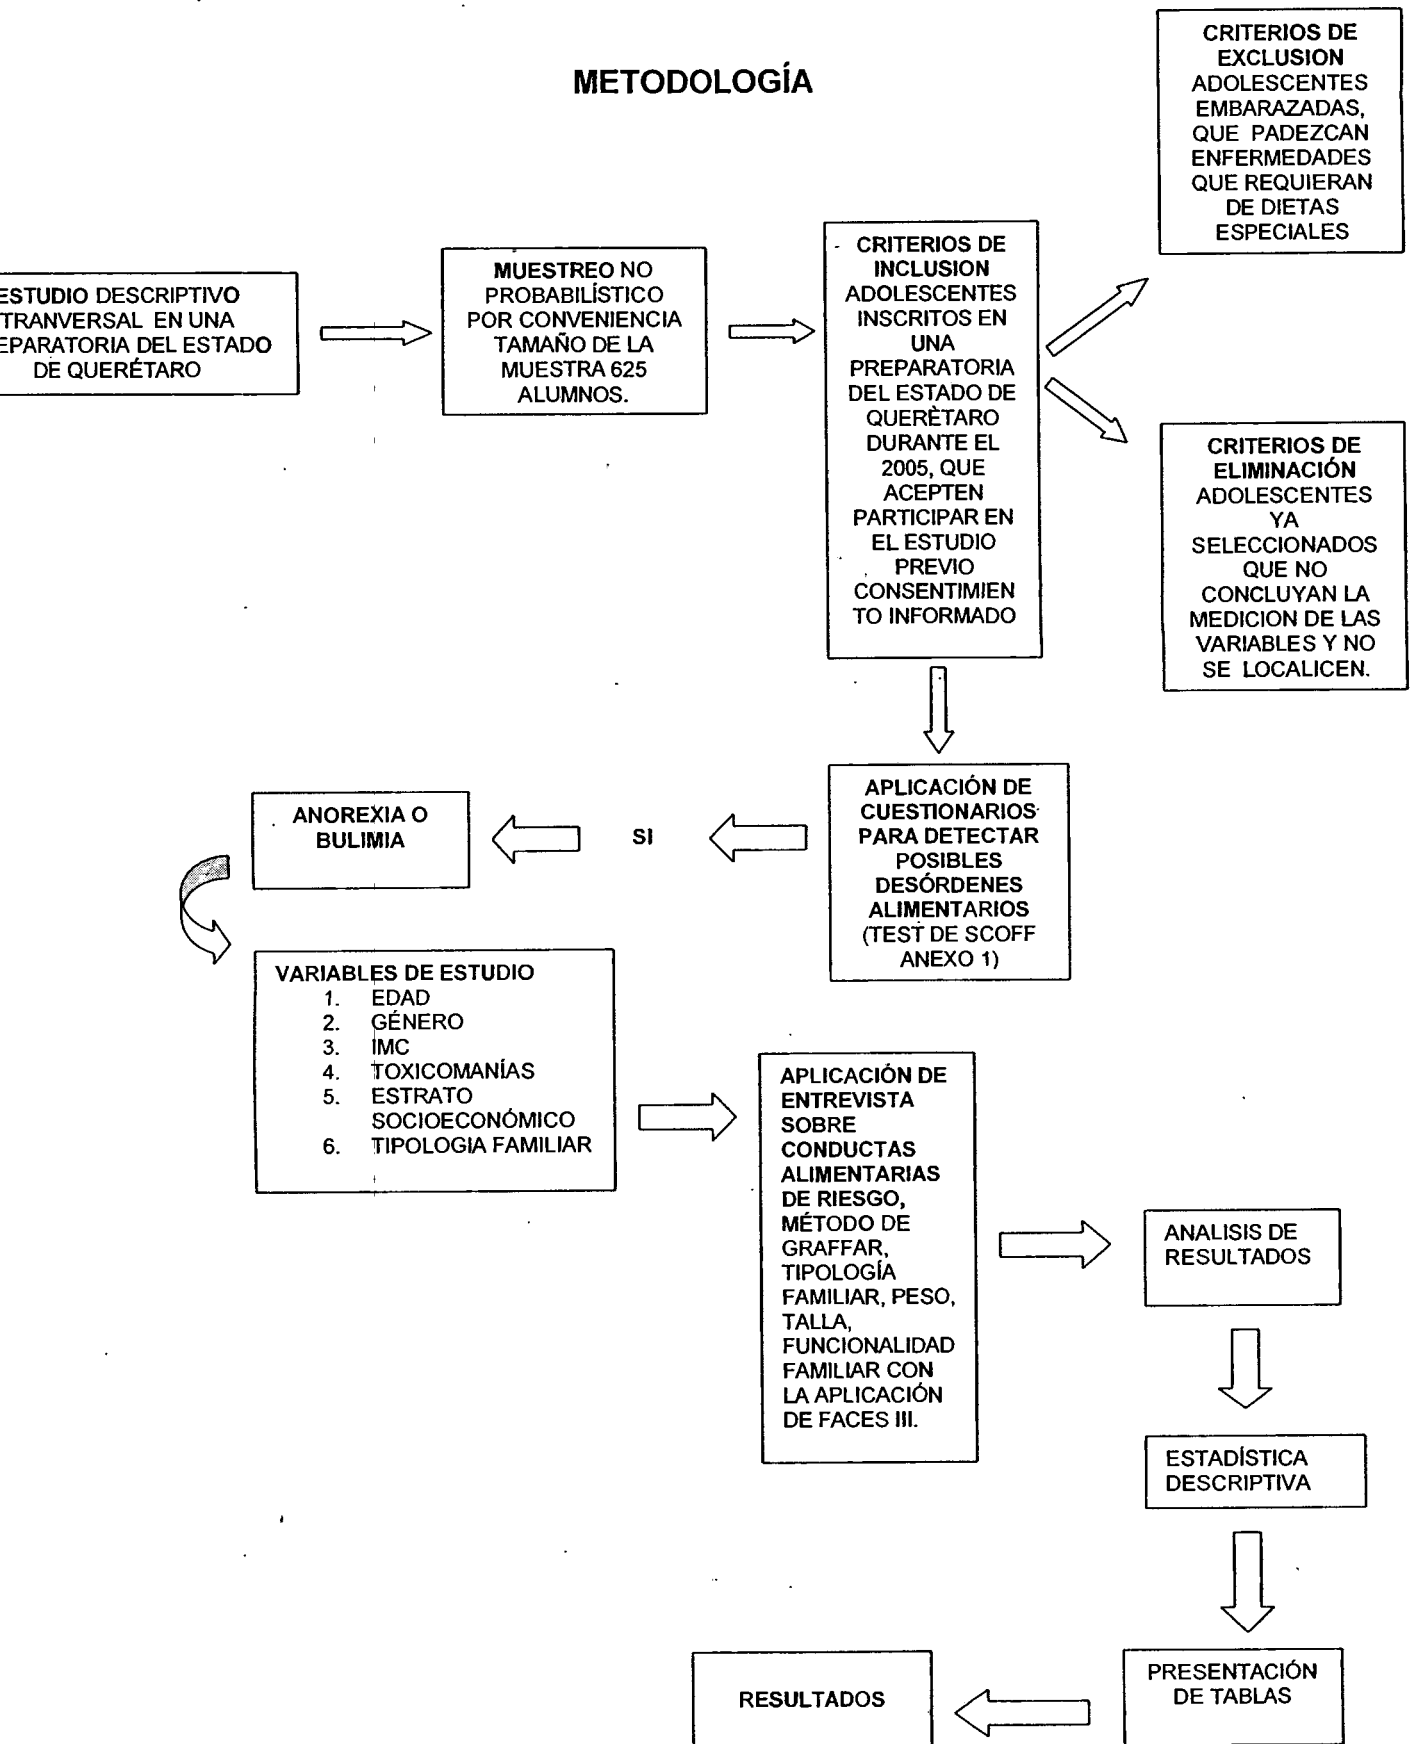 METODOLOGÍA
ESTUDIO DESCRIPTIVO
TRANVERSAL EN UNA
EPARATORIA DEL ESTADO
DE QUERÉTARO
MUESTREO NO
PROBABILÍSTICO
POR CONVENIENCIA
TAMAÑO DE LA
MUESTRA 625
ALUMNOS.
CRITERIOS DE
INCLUSION
ADOLESCENTES
INSCRITOS EN
UNA
PREPARATORIA
DEL ESTADO DE
QUERÈTARO
DURANTE EL
2005, QUE
ACEPTEN
PARTICIPAR EN
EL ESTUDIO
PREVIO
CONSENTIMIEN
TO INFORMADO
CRITERIOS DE
EXCLUSION
ADOLESCENTES
EMBARAZADAS,
QUE PADEZCAN
ENFERMEDADES
QUE REQUIERAN
DE DIETAS
ESPECIALES
CRITERIOS DE
ELIMINACIÓN
ADOLESCENTES
YA
SELECCIONADOS
QUE NO
CONCLUYAN LA
MEDICION DE LAS
VARIABLES Y NO
SE LOCALICEN.
APLICACIÓN DE
CUESTIONARIOS
PARA DETECTAR
POSIBLES
DESÓRDENES
ALIMENTARIOS
(TEST DE SCOFF
ANEXO 1)
SI
ANOREXIA O
BULIMIA
VARIABLES DE ESTUDIO
1. EDAD
2. GÉNERO
3. IMC
4. TOXICOMANÍAS
5. ESTRATO
SOCIOECONÓMICO
6. TIPOLOGIA FAMILIAR
APLICACIÓN DE
ENTREVISTA
SOBRE
CONDUCTAS
ALIMENTARIAS
DE RIESGO,
MÉTODO DE
GRAFFAR,
TIPOLOGÍA
FAMILIAR, PESO,
TALLA,
FUNCIONALIDAD
FAMILIAR CON
LA APLICACIÓN
DE FACES III.
ANALISIS DE
RESULTADOS
ESTADÍSTICA
DESCRIPTIVA
PRESENTACIÓN
DE TABLAS
RESULTADOS